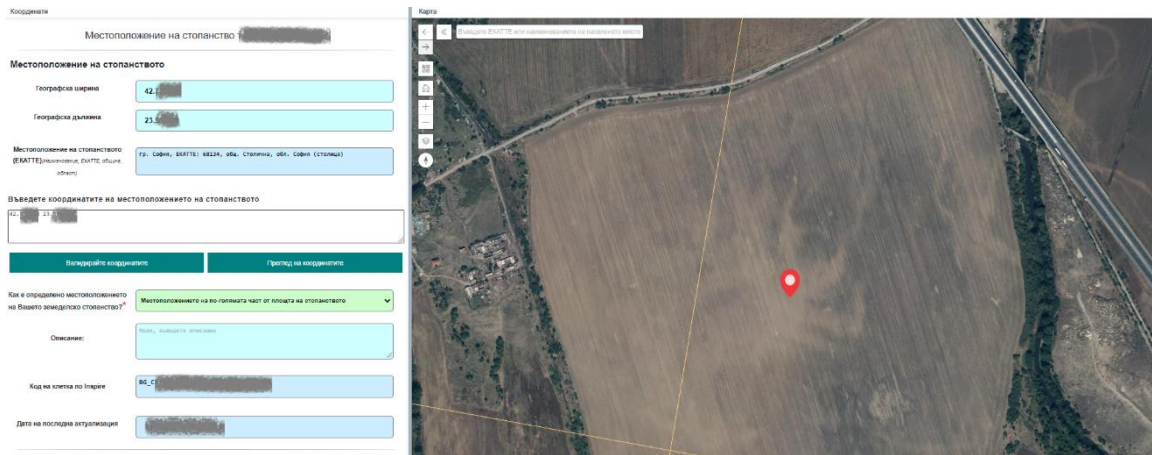 Координати
Карта
Местоположение на стопанство
Местоположение на стопанството
Географска ширина
42.
Географска дължина
23.
Местоположение на стопанството
(ЕКАТТЕ)(Наименование, ЕКАТТЕ, община,
област)
гр. София, ЕКАТТЕ: 68134, общ. Столична, обл. София (столица)
Въведете координатите на местоположението на стопанството
42. 23.
Валидирайте координатите
Преглед на координатите
Как е определено местоположението
на Вашето земеделско стопанство?*
Местоположението на по-голямата част от площта на стопанството
Описание:
Моля, въведете описание
Код на клетка по Inspire
BG_C
Дата на последна актуализация
Въведете ЕКАТТЕ или наименованието на населеното място